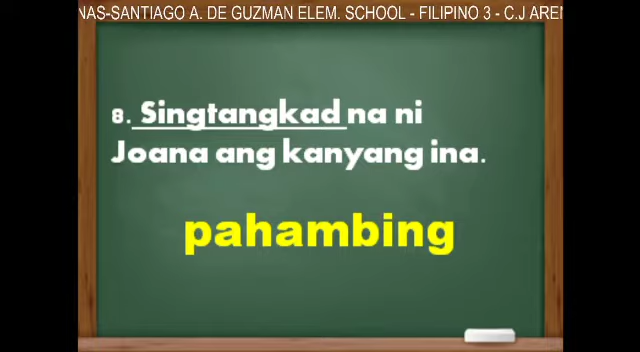 NAS-SANTIAGO A. DE GUZMAN ELEM. SCHOOL - FILIPINO 3 - C.J AREN
8. Singtangkad na ni
Joana ang kanyang ina.
pahambing